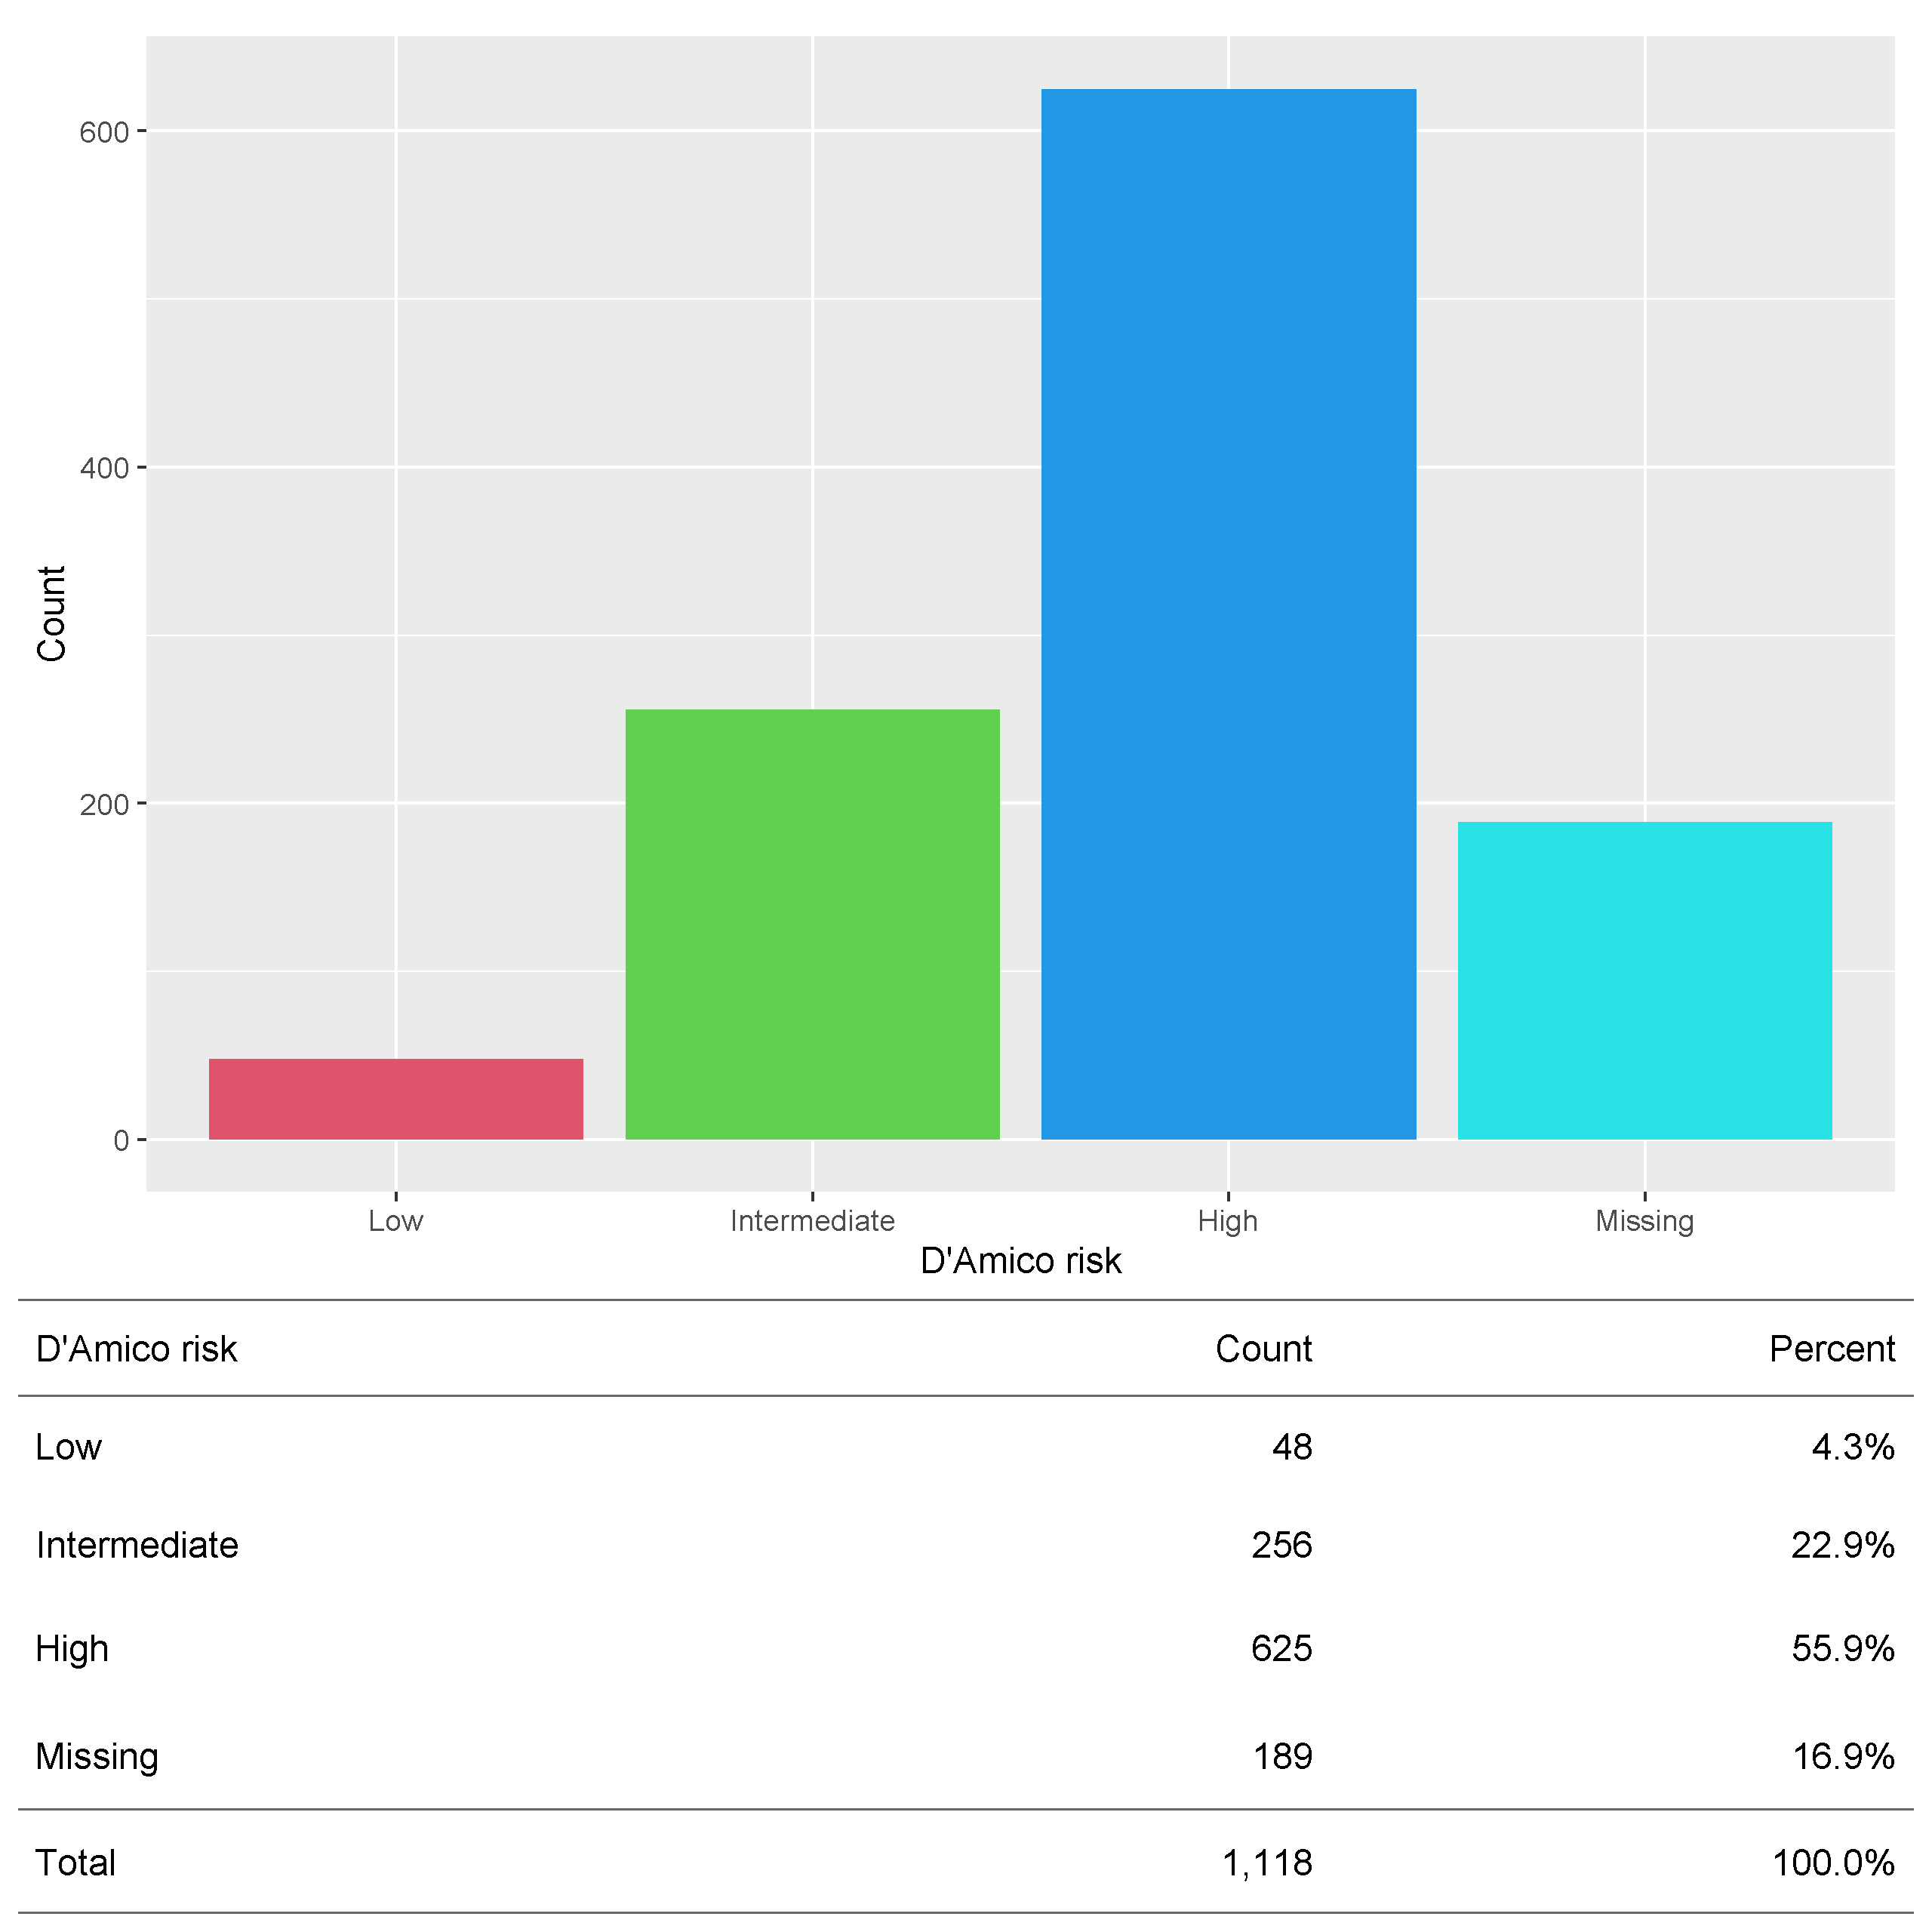 600
400
200
0
Count
Low Intermediate High Missing
D'Amico risk
D'Amico risk Count Percent
Low 48 4.3%
Intermediate 256 22.9%
High 625 55.9%
Missing 189 16.9%
Total 1,118 100.0%